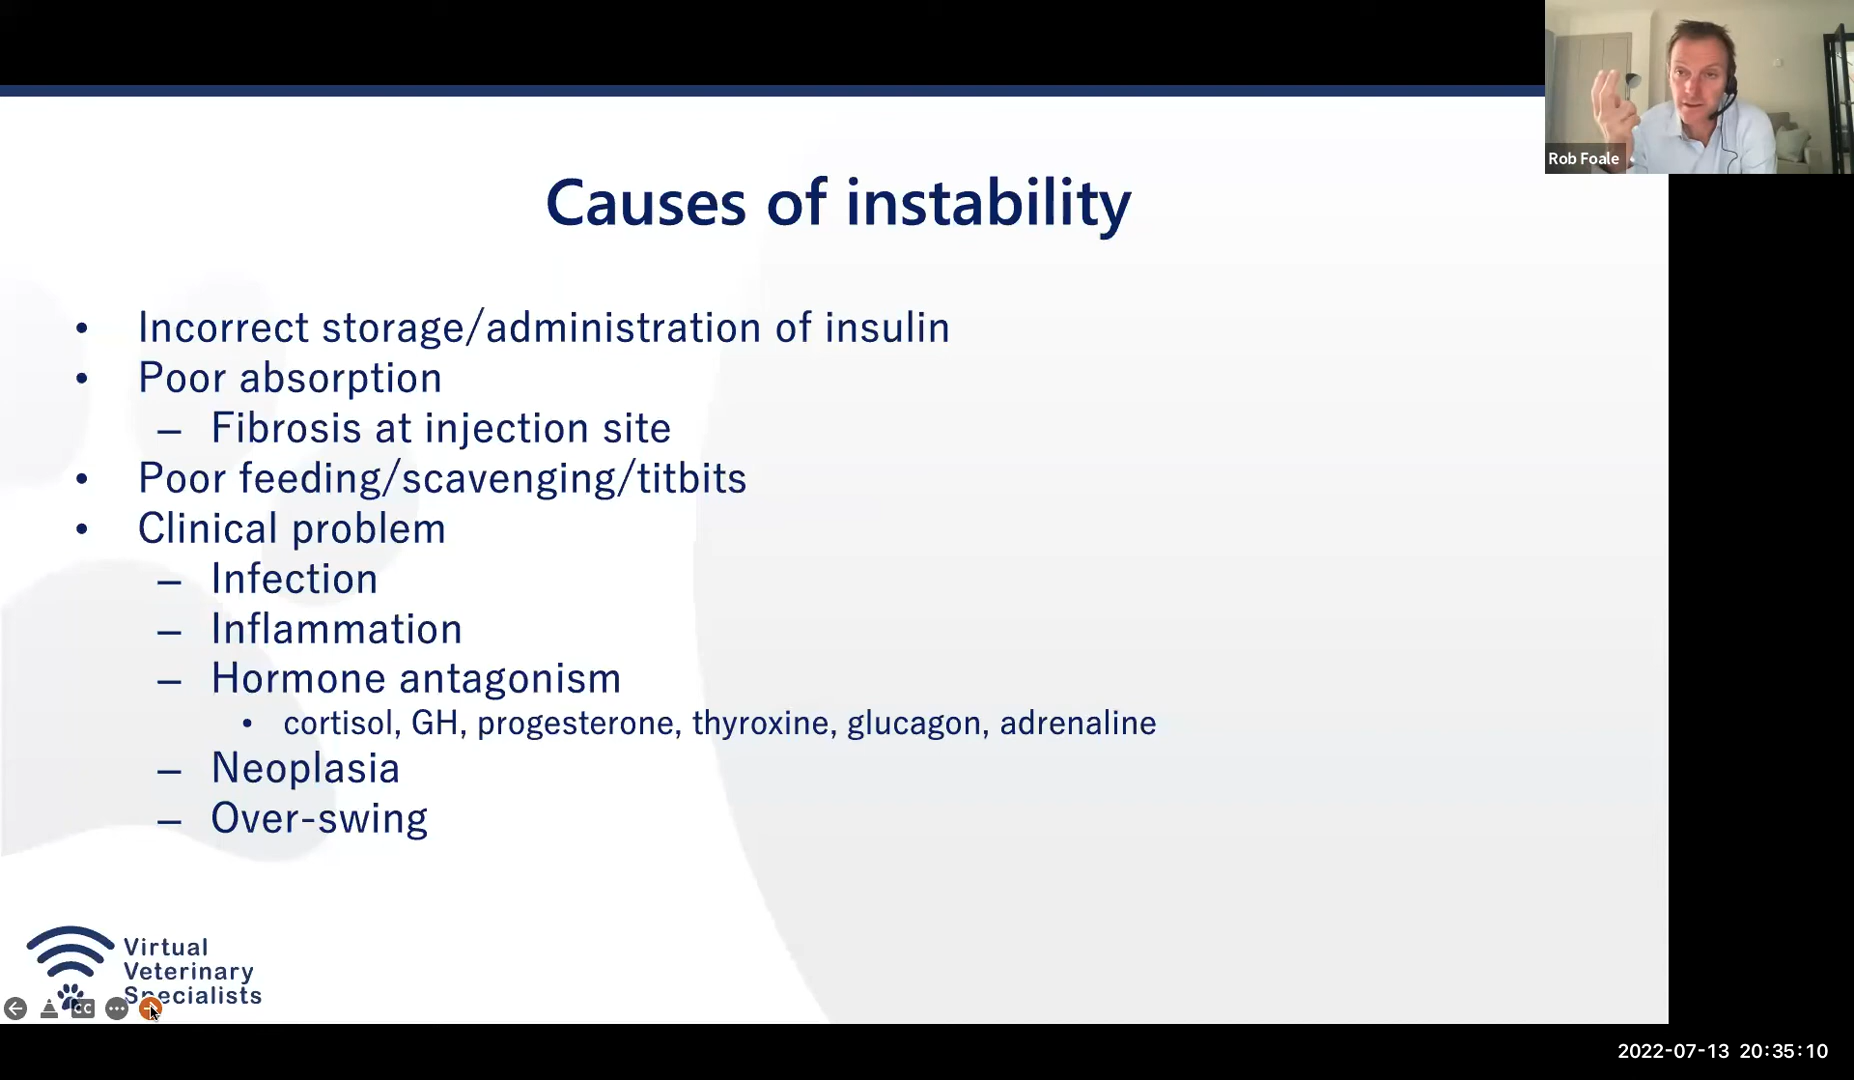 Rob Foale
Causes of instability
• Incorrect storage/administration of insulin
• Poor absorption
– Fibrosis at injection site
• Poor feeding/scavenging/titbits
• Clinical problem
– Infection
– Inflammation
– Hormone antagonism
• cortisol, GH, progesterone, thyroxine, glucagon, adrenaline
– Neoplasia
– Over-swing
Virtual
Veterinary
Specialists
CC
2022-07-13 20:35:10